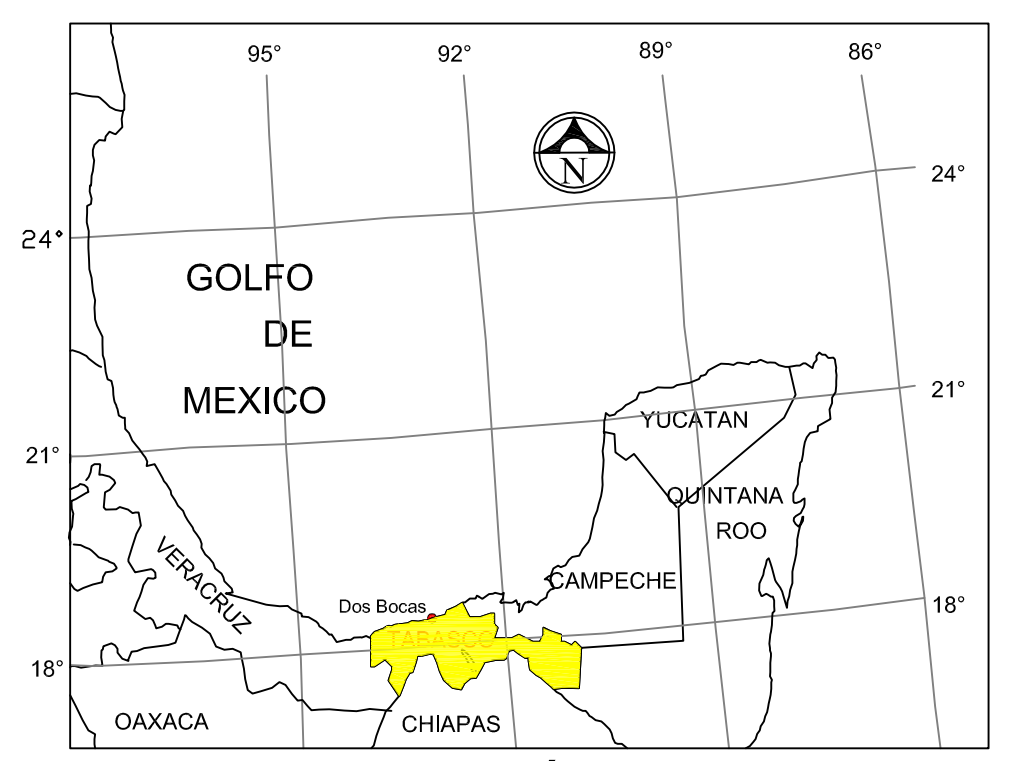 95°
92°
89°
86°
N
24°
24°
GOLFO
DE
MEXICO
21°
YUCATAN
21°
QUINTANA
ROO
VERACRUZ
CAMPECHE
Dos Bocas
18°
TABASCO
18°
OAXACA
CHIAPAS